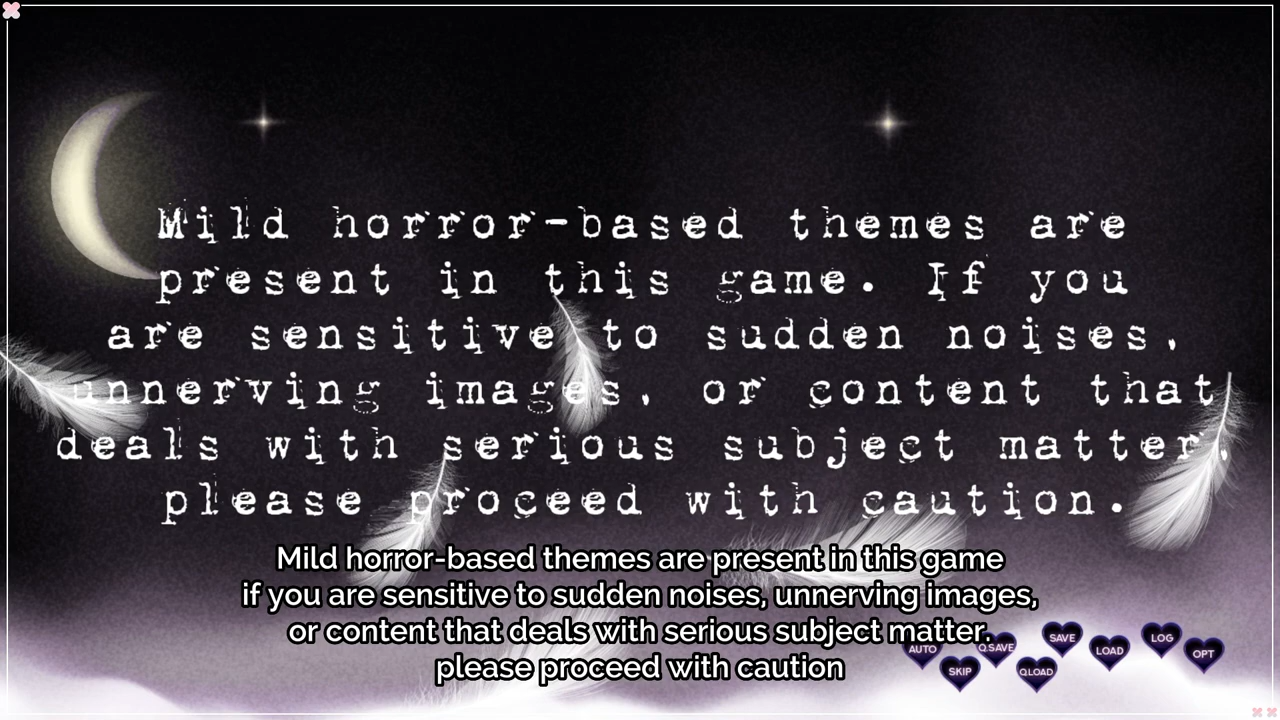 Mild horror-based themes are
present in this game. If you
are sensitive to sudden noises,
unnerving images, or content that
deals with serious subject matter,
please proceed with caution.
Mild horror-based themes are present in this game
if you are sensitive to sudden noises, unnerving images,
or content that deals with serious subject matter.
please proceed with caution
AUTO
SKIP
Q.SAVE
QLOAD
SAVE
LOAD
LOG
OPT